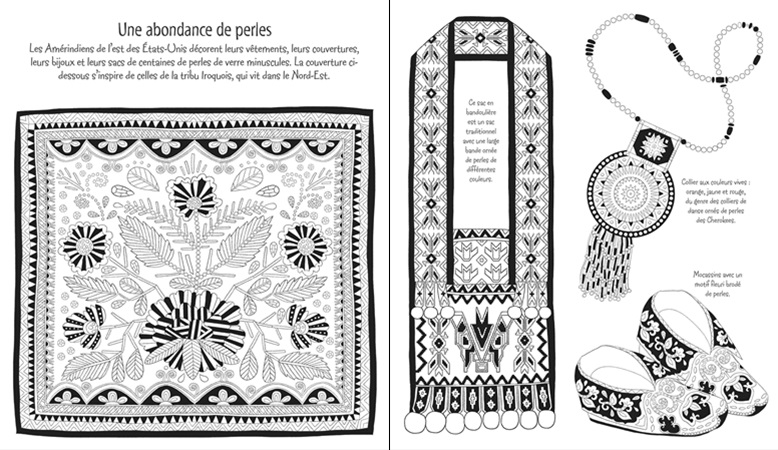 Une abondance de perles
Les Amérindiens de l'est des États-Unis décorent leurs vêtements, leurs couvertures,
leurs bijoux et leurs sacs de centaines de perles de verre minuscules. La couverture ci-
dessous s'inspire de celles de la tribu Iroquois, qui vit dans le Nord-Est.
Ce sac en
bandoulière
est un sac
traditionnel
avec une large
bande ornée
de perles de
différentes
couleurs.
Collier aux couleurs vives :
orange, jaune et rouge,
du genre des colliers de
danse ornés de perles
des Cherokees.
Mocassins avec un
motif fleuri brodé
de perles.